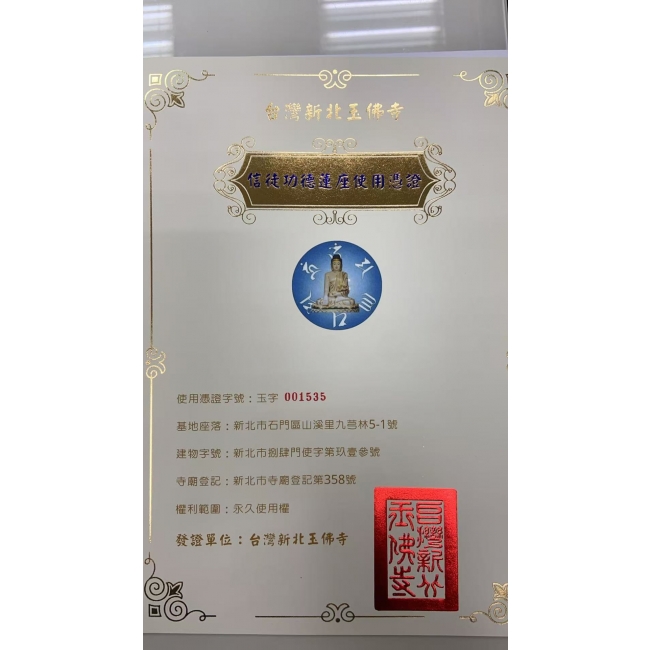 台灣新北玉佛寺
信徒功德蓮座使用憑證
使用憑證字號：玉字 001535
基地座落：新北市石門區山溪里九芎林5-1號
建物字號：新北市捌肆門使字第玖壹參號
寺廟登記：新北市寺廟登記第358號
權利範圍：永久使用權
發證單位：台灣新北玉佛寺
台灣新北
玉佛寺